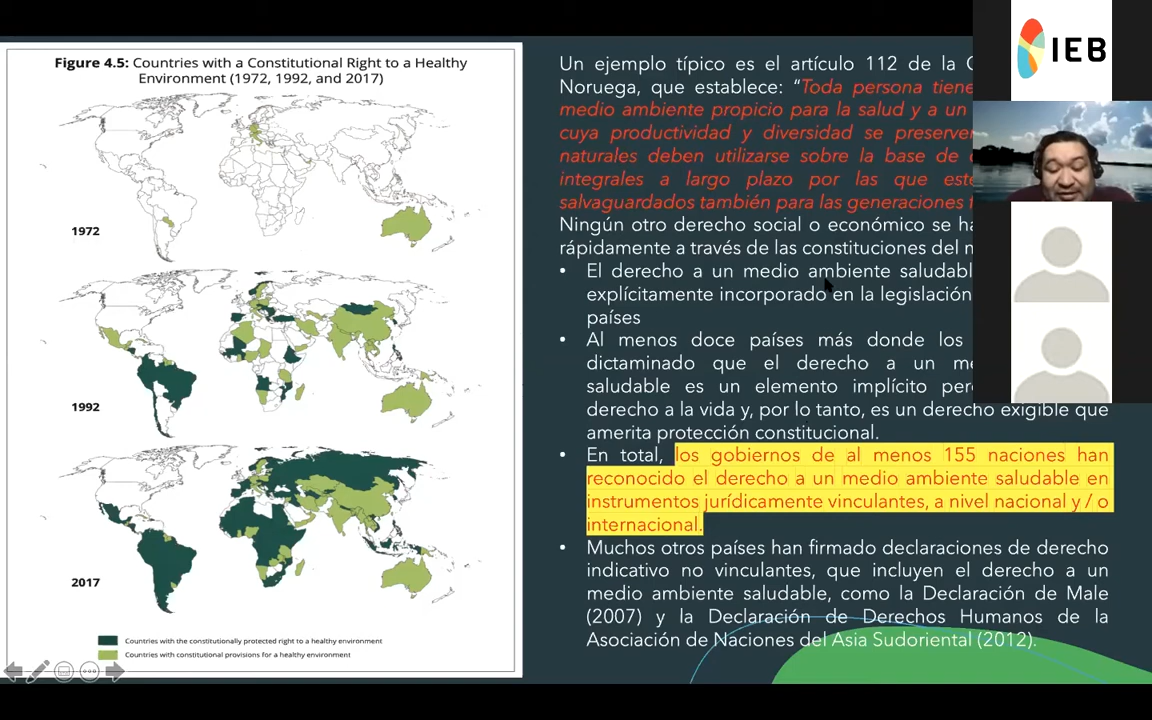 Figure 4.5: Countries with a Constitutional Right to a Healthy
Environment (1972, 1992, and 2017)
1972
1992
2017
Countries with the constitutionally protected right to a healthy environment
Countries with constitutional provisions for a healthy environment
Un ejemplo típico es el artículo 112 de la
Noruega, que establece: “Toda persona tiene
medio ambiente propicio para la salud y a un
cuya productividad y diversidad se
naturales deben utilizarse sobre la base de
integrales a largo plazo por las que
salvaguardados también para las generaciones
Ningún otro derecho social o económico se
rápidamente a través de las constituciones del
• El derecho a un medio ambiente
explícitamente incorporado en la legislación
países
• Al menos doce países más donde los
dictaminado que el derecho a un
saludable es un elemento implícito
derecho a la vida y, por lo tanto, es un derecho exigible que
amerita protección constitucional.
• En total, los gobiernos de al menos 155 naciones han
reconocido el derecho a un medio ambiente saludable en
instrumentos jurídicamente vinculantes, a nivel nacional y / o
internacional.
• Muchos otros países han firmado declaraciones de derecho
indicativo no vinculantes, que incluyen el derecho a un
medio ambiente saludable, como la Declaración de Male
(2007) y la Declaración de Derechos Humanos de la
Asociación de Naciones del Asia Sudoriental (2012).
IEB